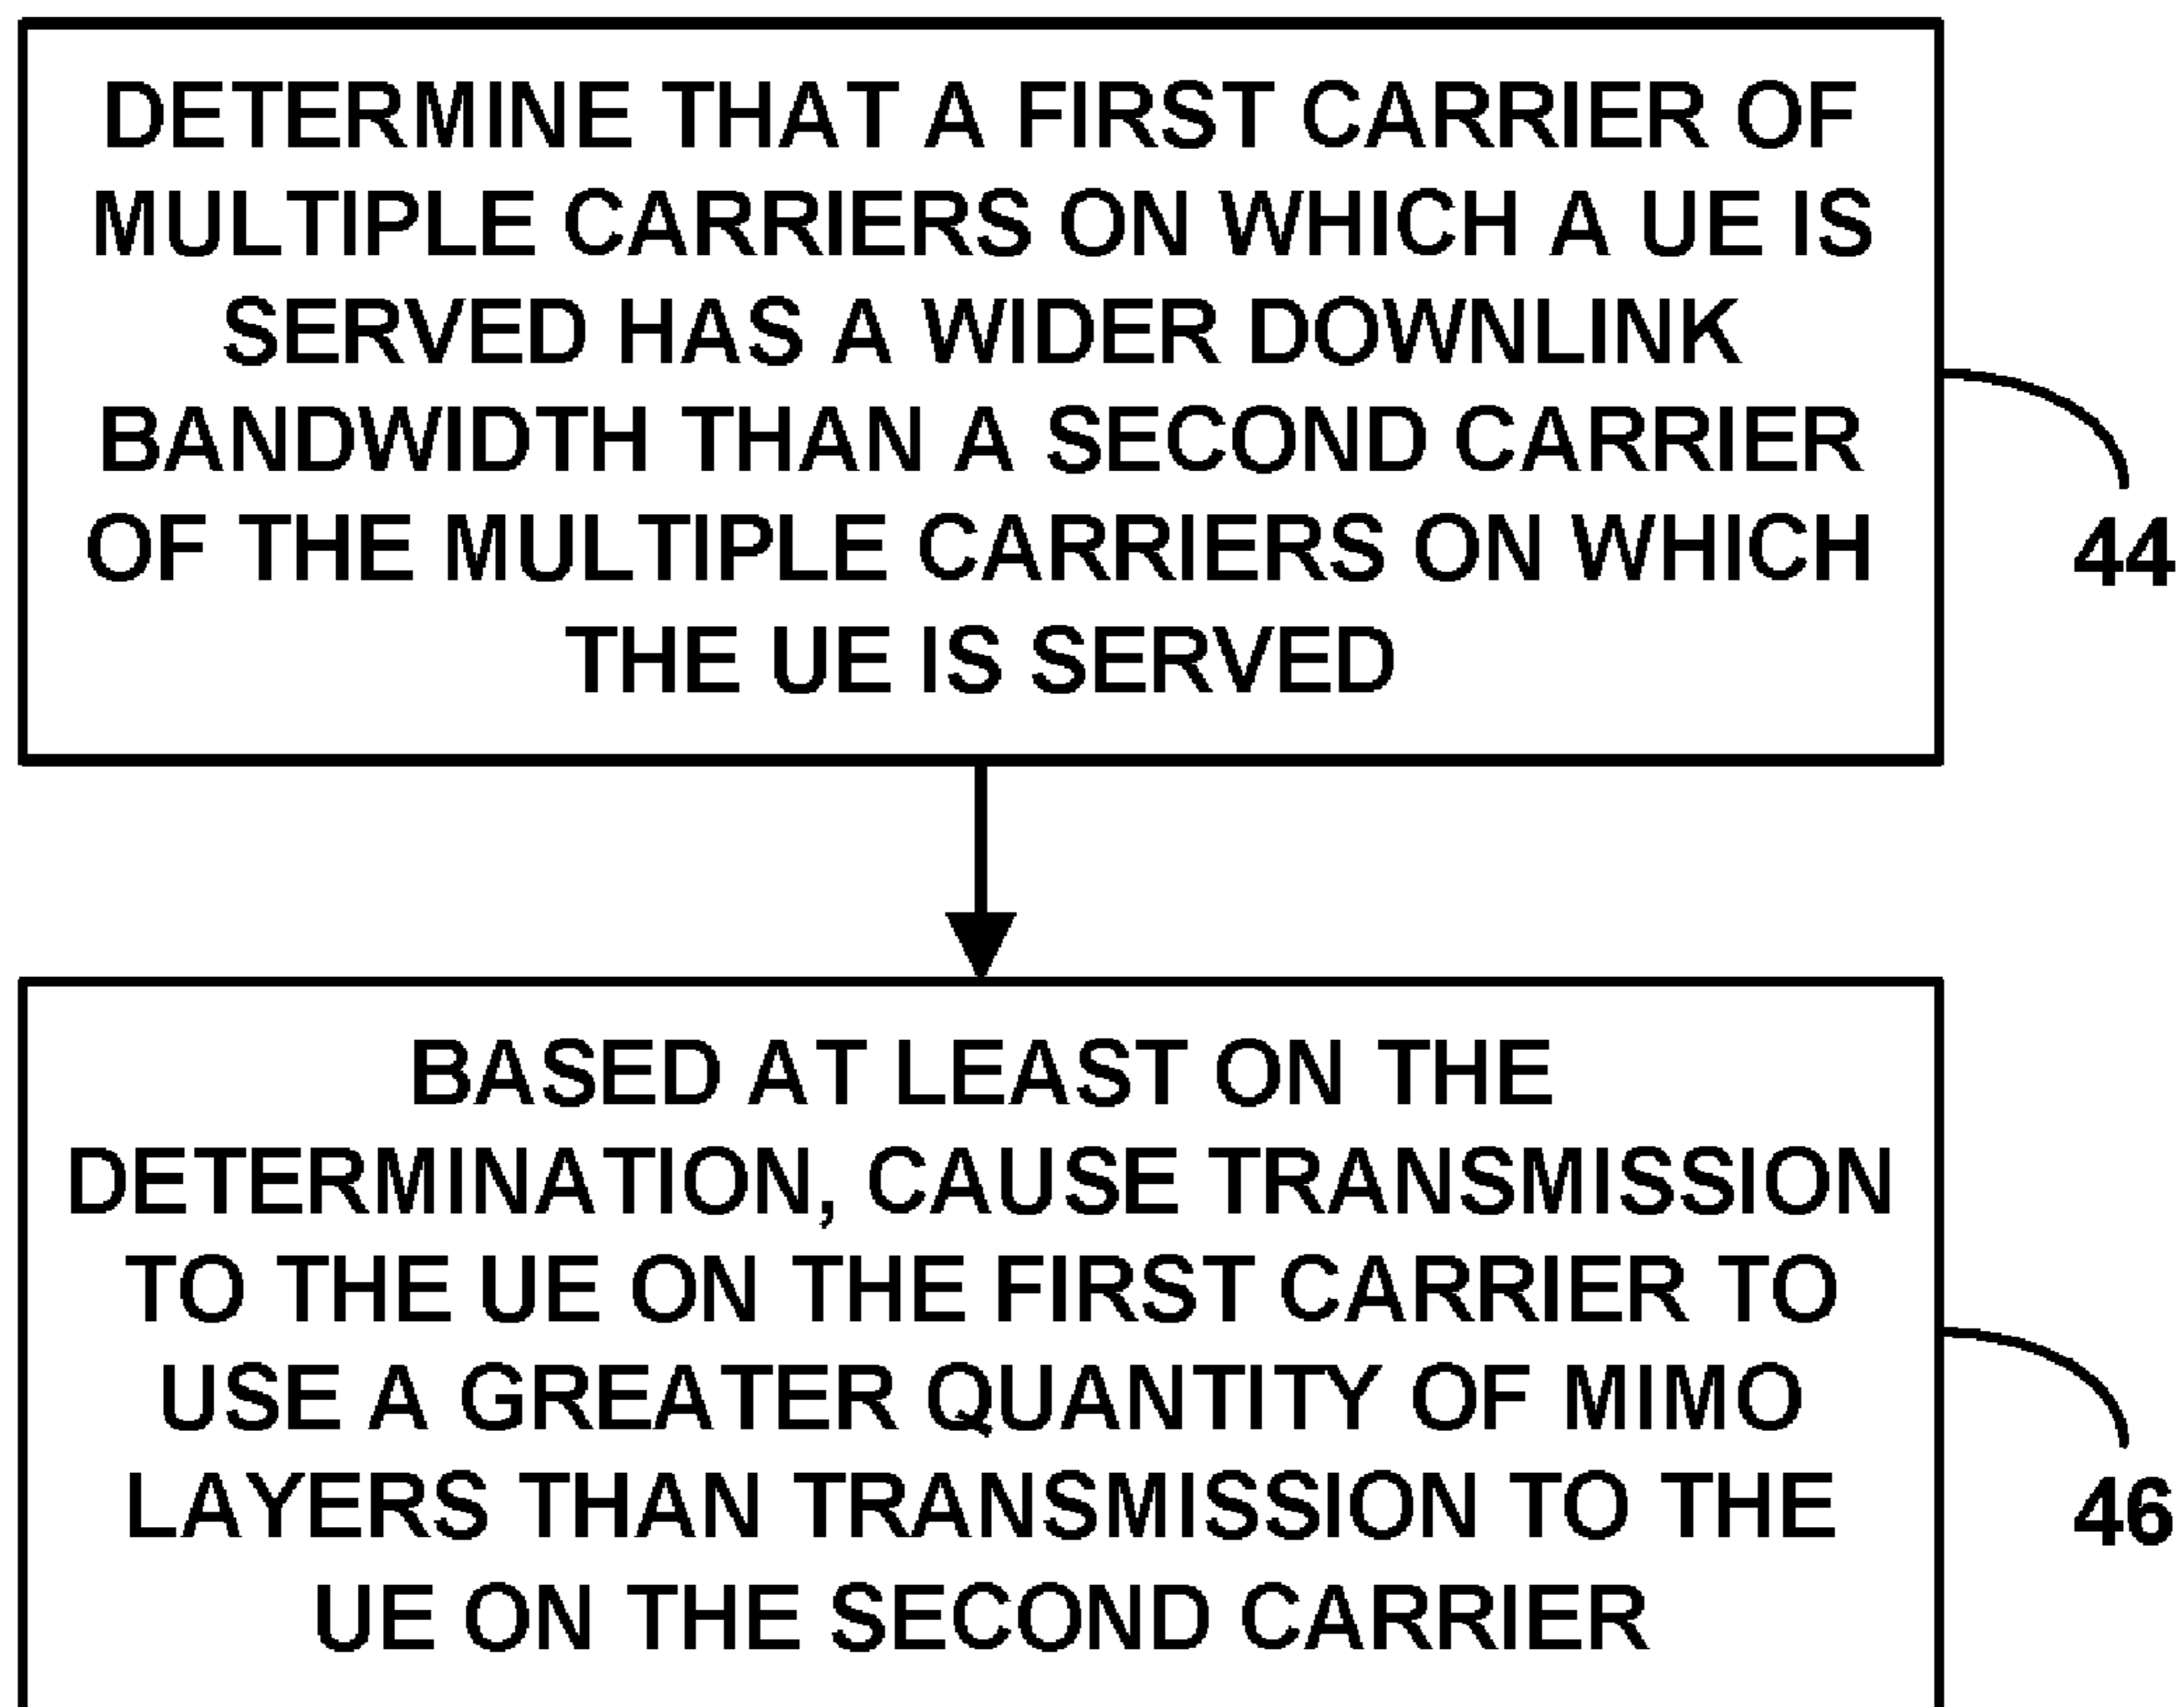 DETERMINE THAT A FIRST CARRIER OF
MULTIPLE CARRIERS ON WHICH A UE IS
SERVED HAS A WIDER DOWNLINK
BANDWIDTH THAN A SECOND CARRIER
OF THE MULTIPLE CARRIERS ON WHICH
THE UE IS SERVED
44
BASED AT LEAST ON THE
DETERMINATION, CAUSE TRANSMISSION
TO THE UE ON THE FIRST CARRIER TO
USE A GREATER QUANTITY OF MIMO
LAYERS THAN TRANSMISSION TO THE
UE ON THE SECOND CARRIER
46